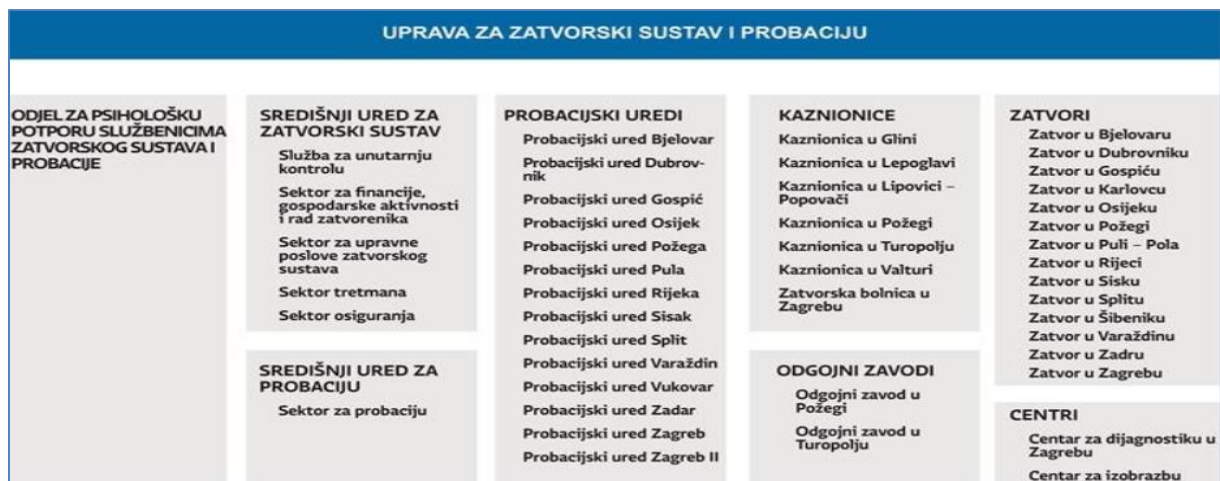 UPRAVA ZA ZATVORSKI SUSTAV I PROBACIJU
ODJEL ZA PSIHOLOŠKU
POTPORU SLUŽBENICIMA
ZATVORSKOG SUSTAVA I
PROBACIJE
SREDIŠNJI URED ZA
ZATVORSKI SUSTAV
Služba za unutarnju
kontrolu
Sektor za financije,
gospodarske aktivnosti
i rad zatvorenika
Sektor za upravne
poslove zatvorskog
sustava
Sektor tretmana
Sektor osiguranja
SREDIŠNJI URED ZA
PROBACIJU
Sektor za probaciju
PROBACIJSKI UREDI
Probacijski ured Bjelovar
Probacijski ured Dubrov-
nik
Probacijski ured Gospić
Probacijski ured Osijek
Probacijski ured Požega
Probacijski ured Pula
Probacijski ured Rijeka
Probacijski ured Sisak
Probacijski ured Split
Probacijski ured Varaždin
Probacijski ured Vukovar
Probacijski ured Zadar
Probacijski ured Zagreb
Probacijski ured Zagreb II
KAZNIONICE
Kaznionica u Glini
Kaznionica u Lepoglavi
Kaznionica u Lipovici –
Popovači
Kaznionica u Požegi
Kaznionica u Turopolju
Kaznionica u Valturi
Zatvorska bolnica u
Zagrebu
ODGOJNI ZAVODI
Odgojni zavod u
Požegi
Odgojni zavod u
Turopolju
ZATVORI
Zatvor u Bjelovaru
Zatvor u Dubrovniku
Zatvor u Gospiću
Zatvor u Karlovcu
Zatvor u Osijeku
Zatvor u Požegi
Zatvor u Puli – Pola
Zatvor u Rijeci
Zatvor u Sisku
Zatvor u Splitu
Zatvor u Šibeniku
Zatvor u Varaždinu
Zatvor u Zadru
Zatvor u Zagrebu
CENTRI
Centar za dijagnostiku u
Zagrebu
Centar za izobrazbu